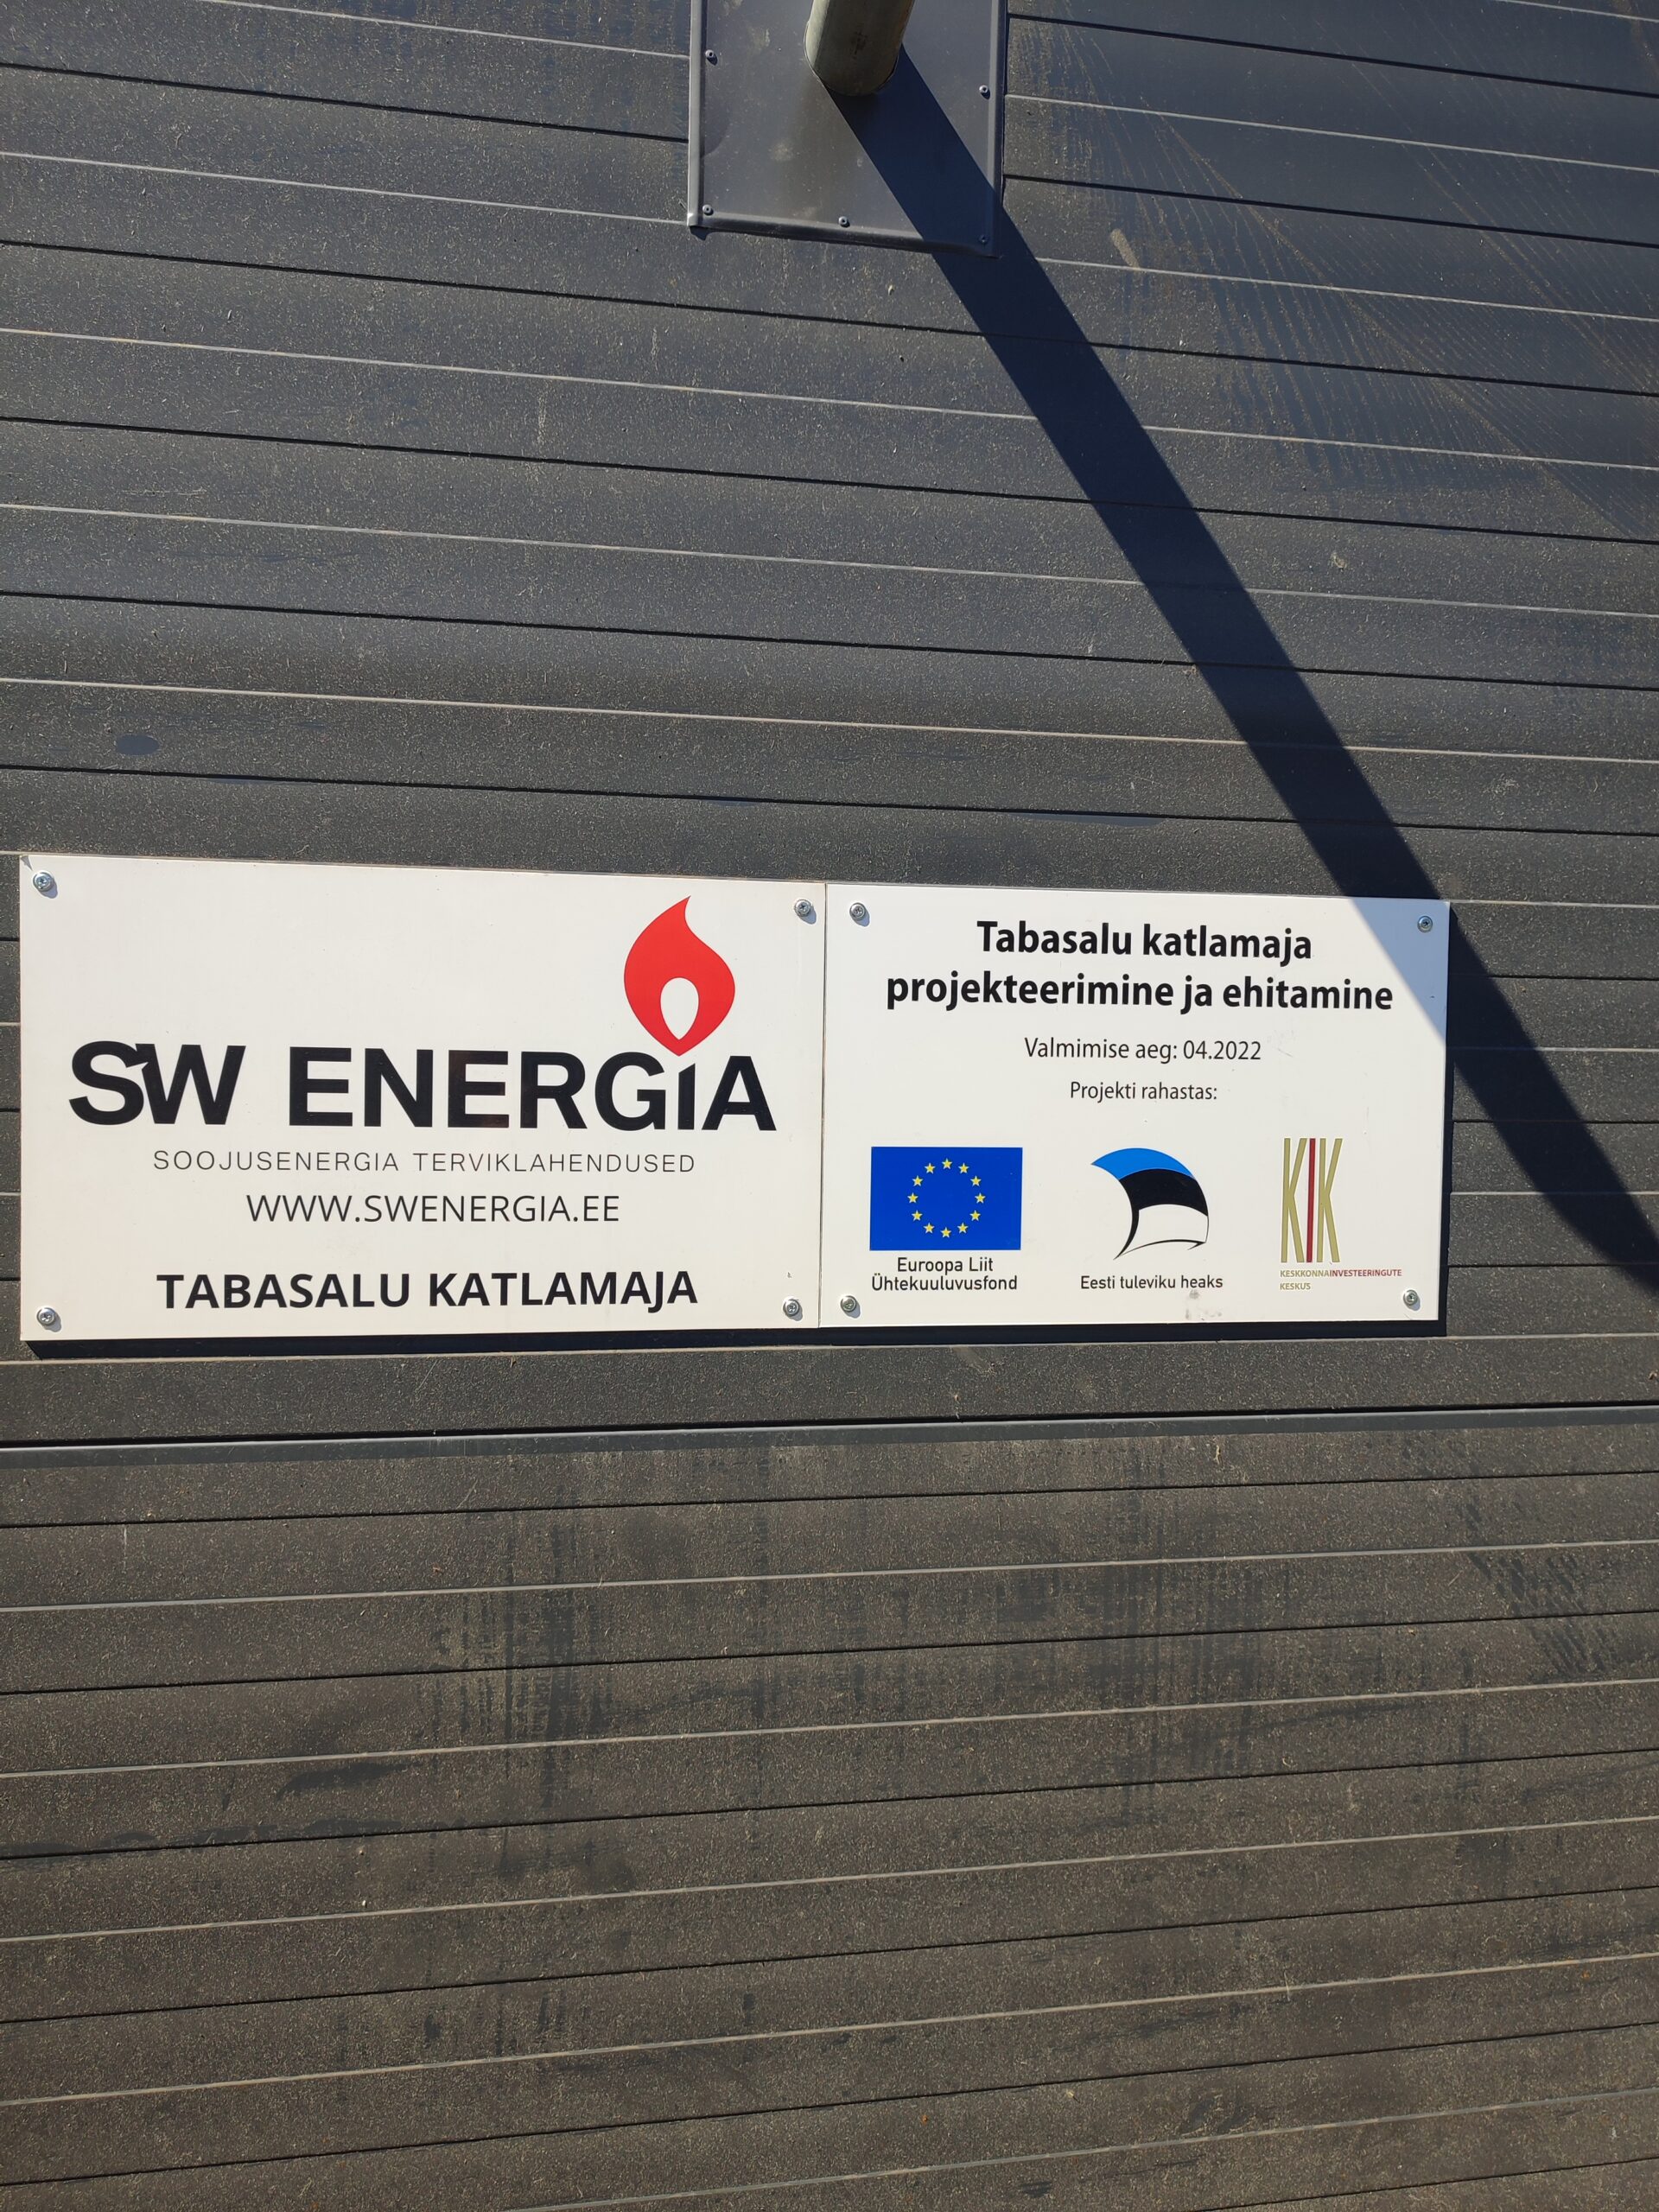 SW ENERGIA
SOOJUSENERGIA TERVIKLAHENDUSED
WWW.SWENERGIA.EE
TABASALU KATLAMAJA
Tabasalu katlamaja
projekteerimine ja ehitamine
Valmimise aeg: 04.2022
Projekti rahastas:
Euroopa Liit
Ühtekuuluvusfond
Eesti tuleviku heaks
KIK
KESKKONNAINVESTEERINGUTE
KESKUS